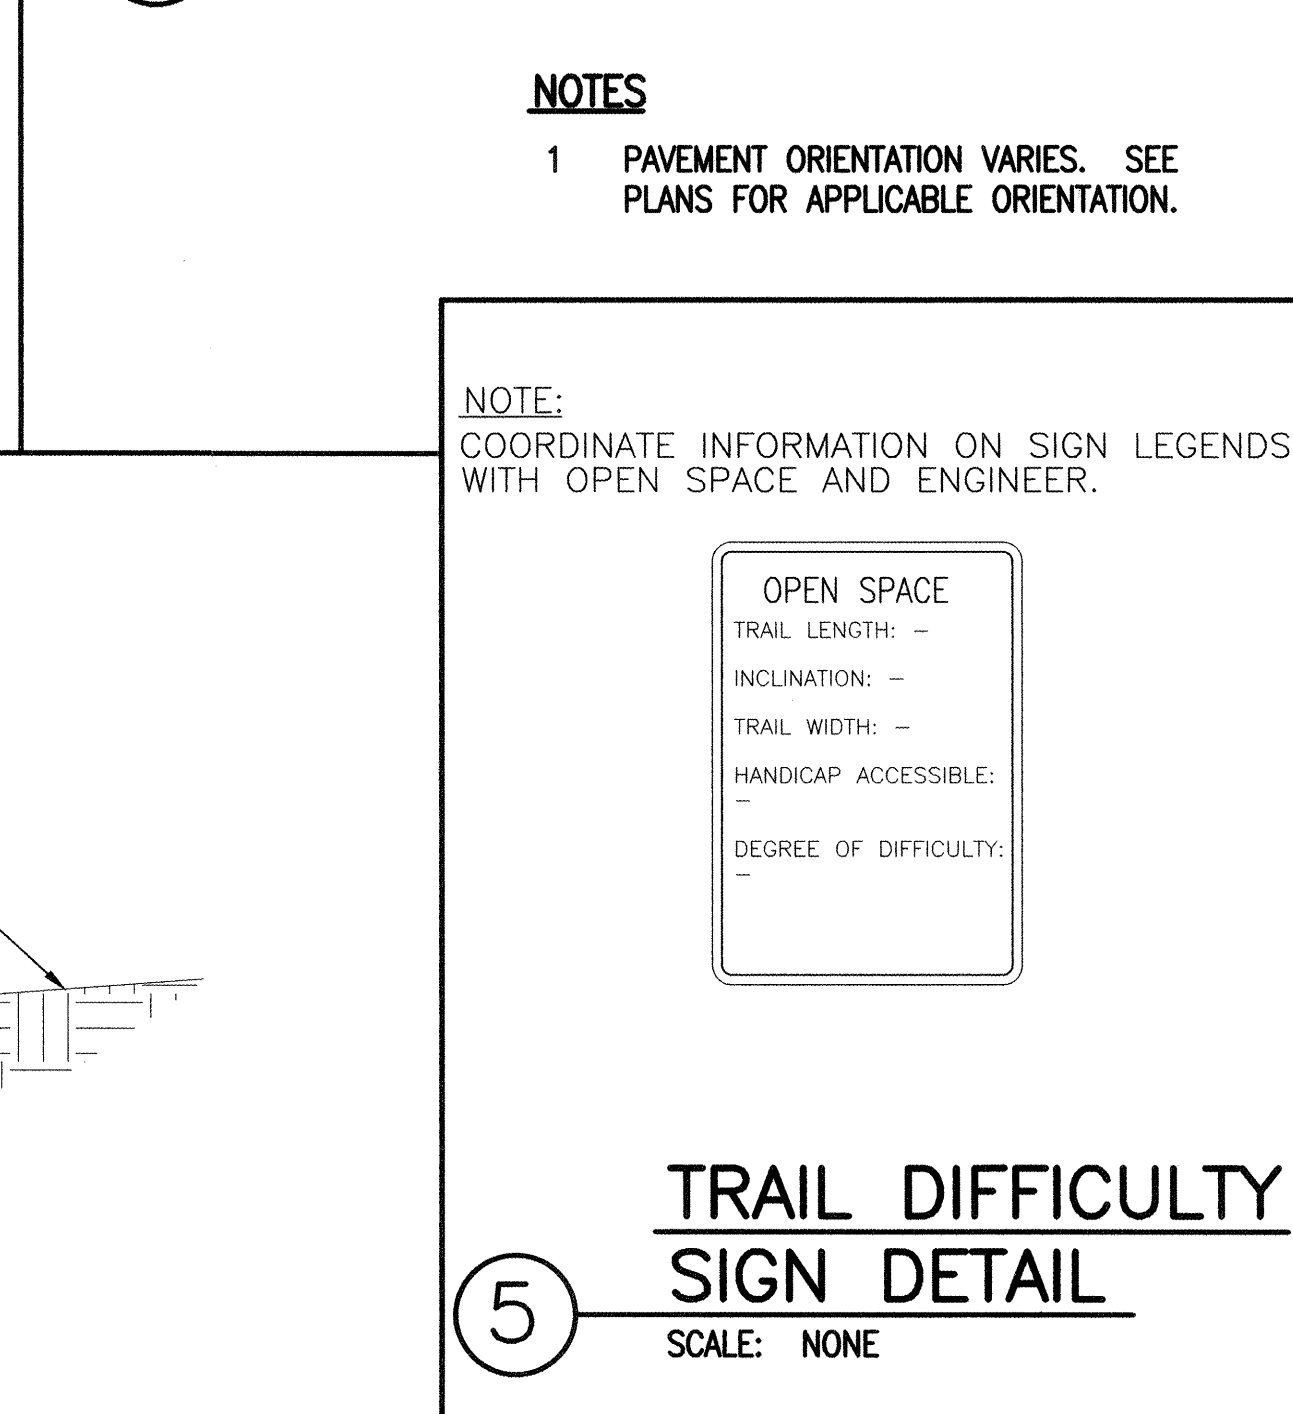 NOTES
1 PAVEMENT ORIENTATION VARIES. SEE
PLANS FOR APPLICABLE ORIENTATION.
NOTE:
COORDINATE INFORMATION ON SIGN LEGENDS
WITH OPEN SPACE AND ENGINEER.
OPEN SPACE
TRAIL LENGTH: –
INCLINATION: –
TRAIL WIDTH: –
HANDICAP ACCESSIBLE:
–
DEGREE OF DIFFICULTY:
–
TRAIL DIFFICULTY
SIGN DETAIL
5
SCALE: NONE